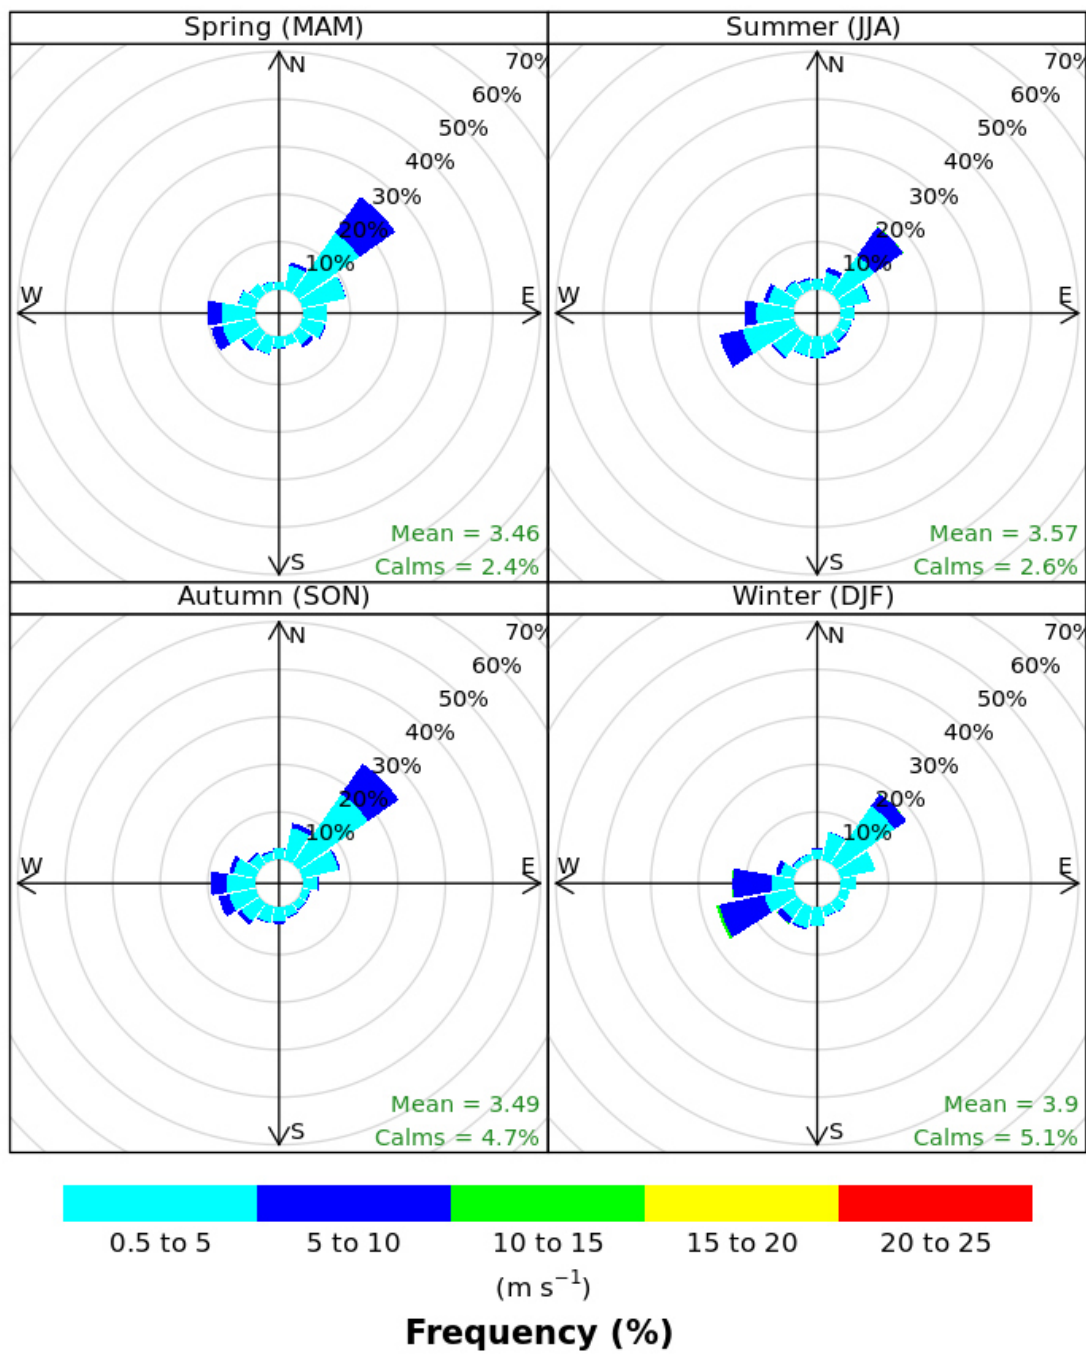 Spring (MAM)
Summer (JJA)
N
70%
60%
50%
40%
30%
20%
10%
W
E
S
Mean = 3.46
Calms = 2.4%
N
70%
60%
50%
40%
30%
20%
10%
W
E
S
Mean = 3.57
Calms = 2.6%
Autumn (SON)
Winter (DJF)
N
70%
60%
50%
40%
30%
20%
10%
W
E
S
Mean = 3.49
Calms = 4.7%
N
70%
60%
50%
40%
30%
20%
10%
W
E
S
Mean = 3.9
Calms = 5.1%
0.5 to 5 5 to 10 10 to 15 15 to 20 20 to 25
(m s⁻¹)
Frequency (%)